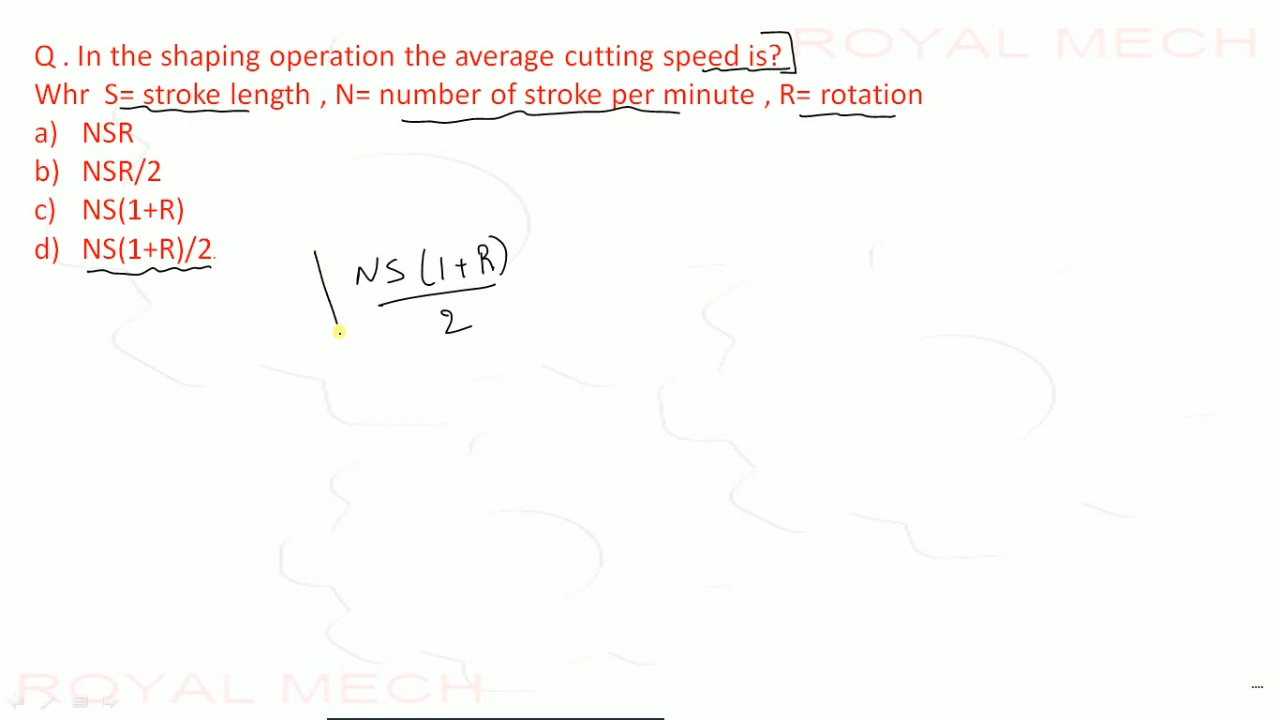 ROYAL MECH
Q . In the shaping operation the average cutting speed is?
Whr S= stroke length , N= number of stroke per minute , R= rotation
a) NSR
b) NSR/2
c) NS(1+R)
d) NS(1+R)/2.
NS(1+R)
2
ROYAL MECH